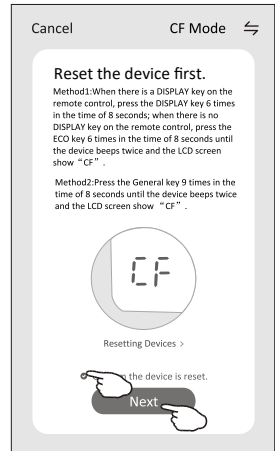 Cancel CF Mode
Reset the device first.
Method1:When there is a DISPLAY key on the
remote control, press the DISPLAY key 6 times
in the time of 8 seconds; when there is no
DISPLAY key on the remote control, press the
ECO key 6 times in the time of 8 seconds until
the device beeps twice and the LCD screen
show “CF”.
Method2:Press the General key 9 times in the
time of 8 seconds until the device beeps twice
and the LCD screen show “CF”.
CF
Resetting Devices >
the device is reset.
Next